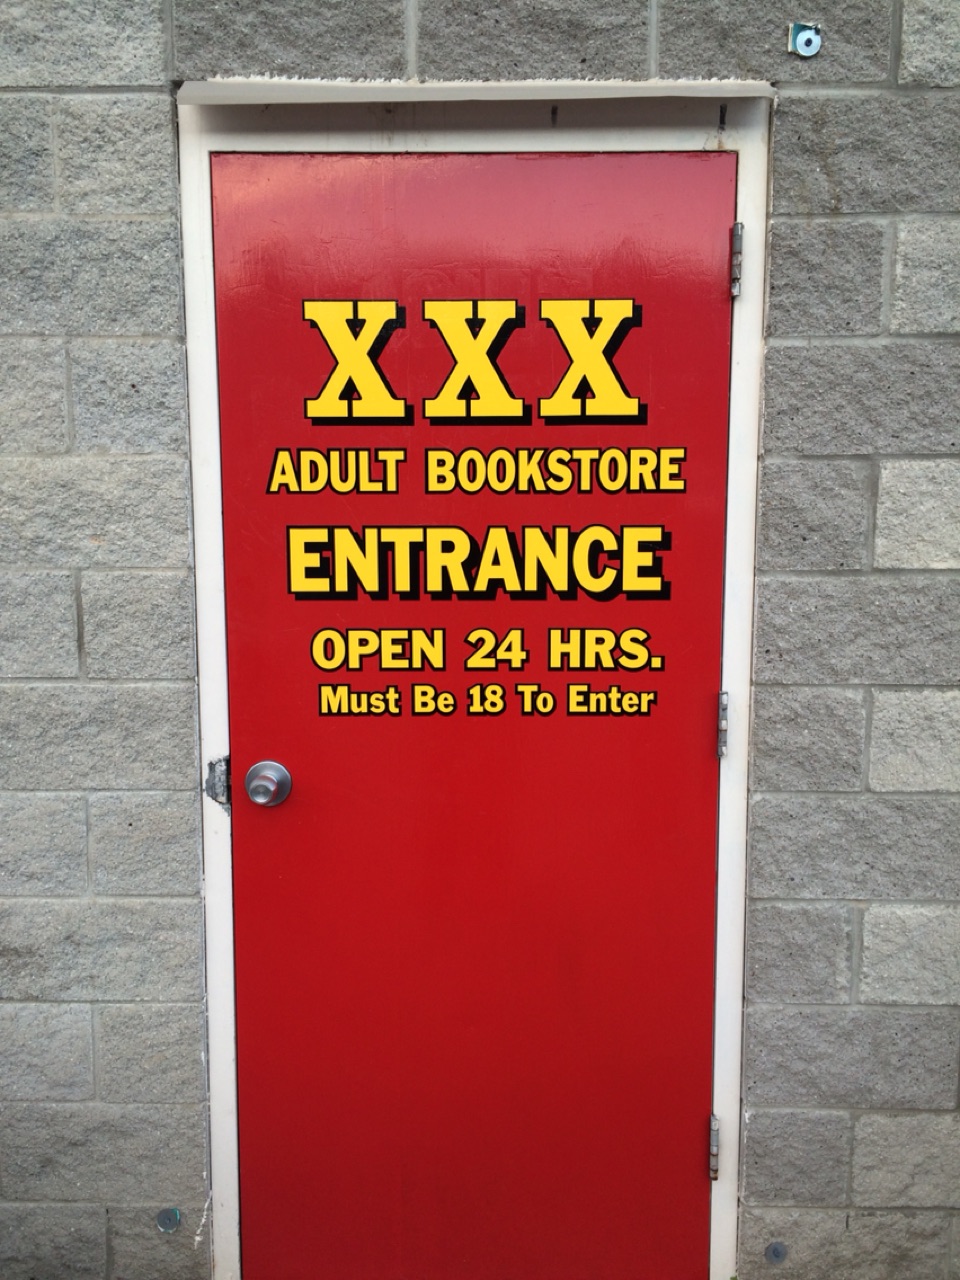 XXX
ADULT BOOKSTORE
ENTRANCE
OPEN 24 HRS.
Must Be 18 To Enter